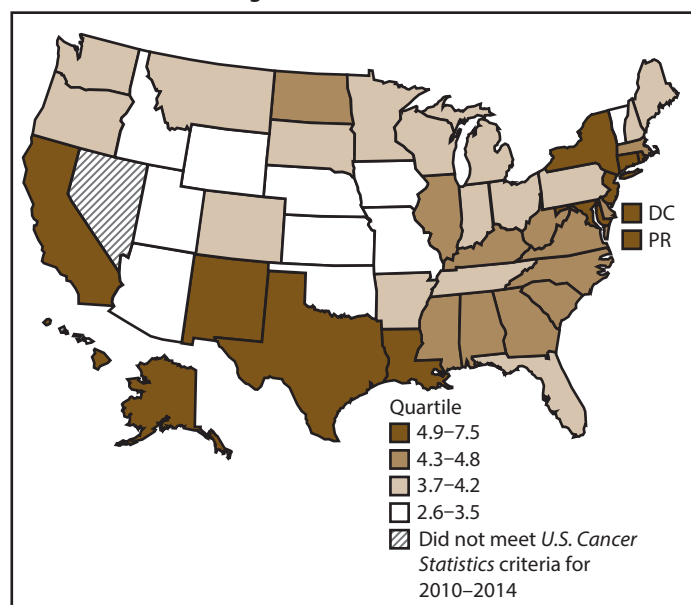 DC
PR
Quartile
4.9–7.5
4.3–4.8
3.7–4.2
2.6–3.5
Did not meet U.S. Cancer
Statistics criteria for
2010–2014